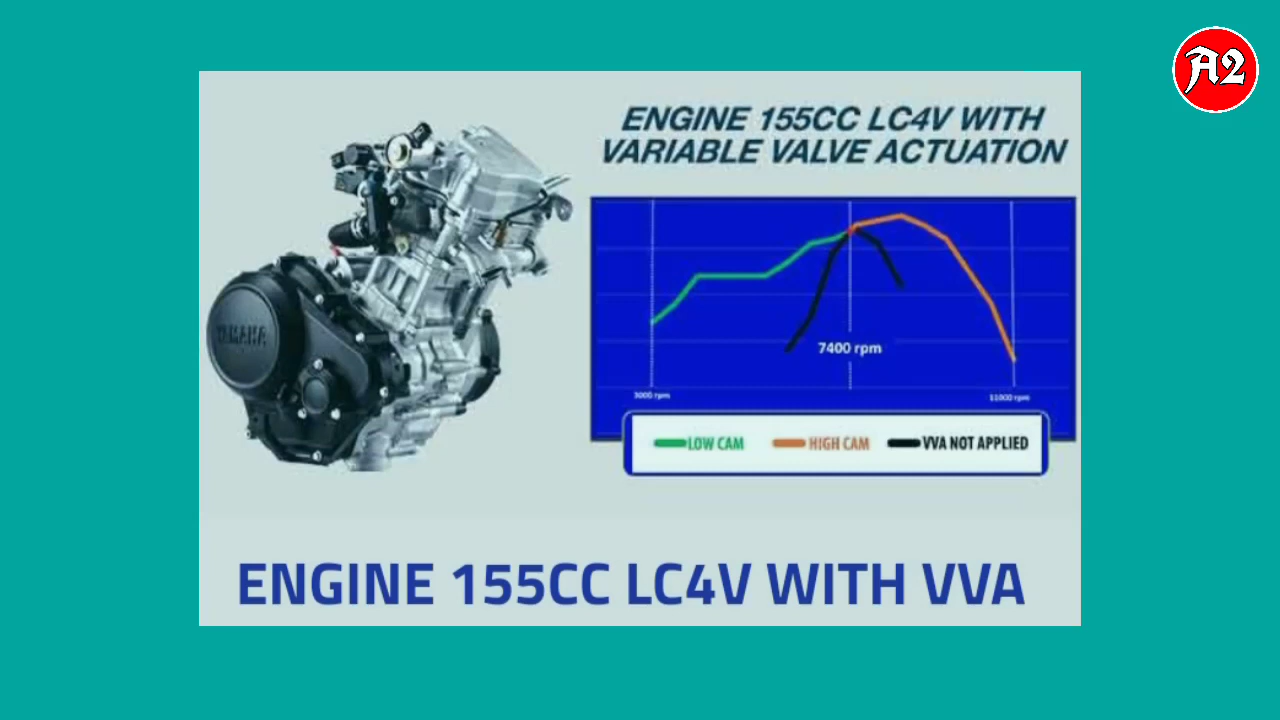 A2
ENGINE 155CC LC4V WITH
VARIABLE VALVE ACTUATION
YAMAHA
7400 rpm
3000 rpm
11000 rpm
LOW CAM
HIGH CAM
VVA NOT APPLIED
ENGINE 155CC LC4V WITH VVA